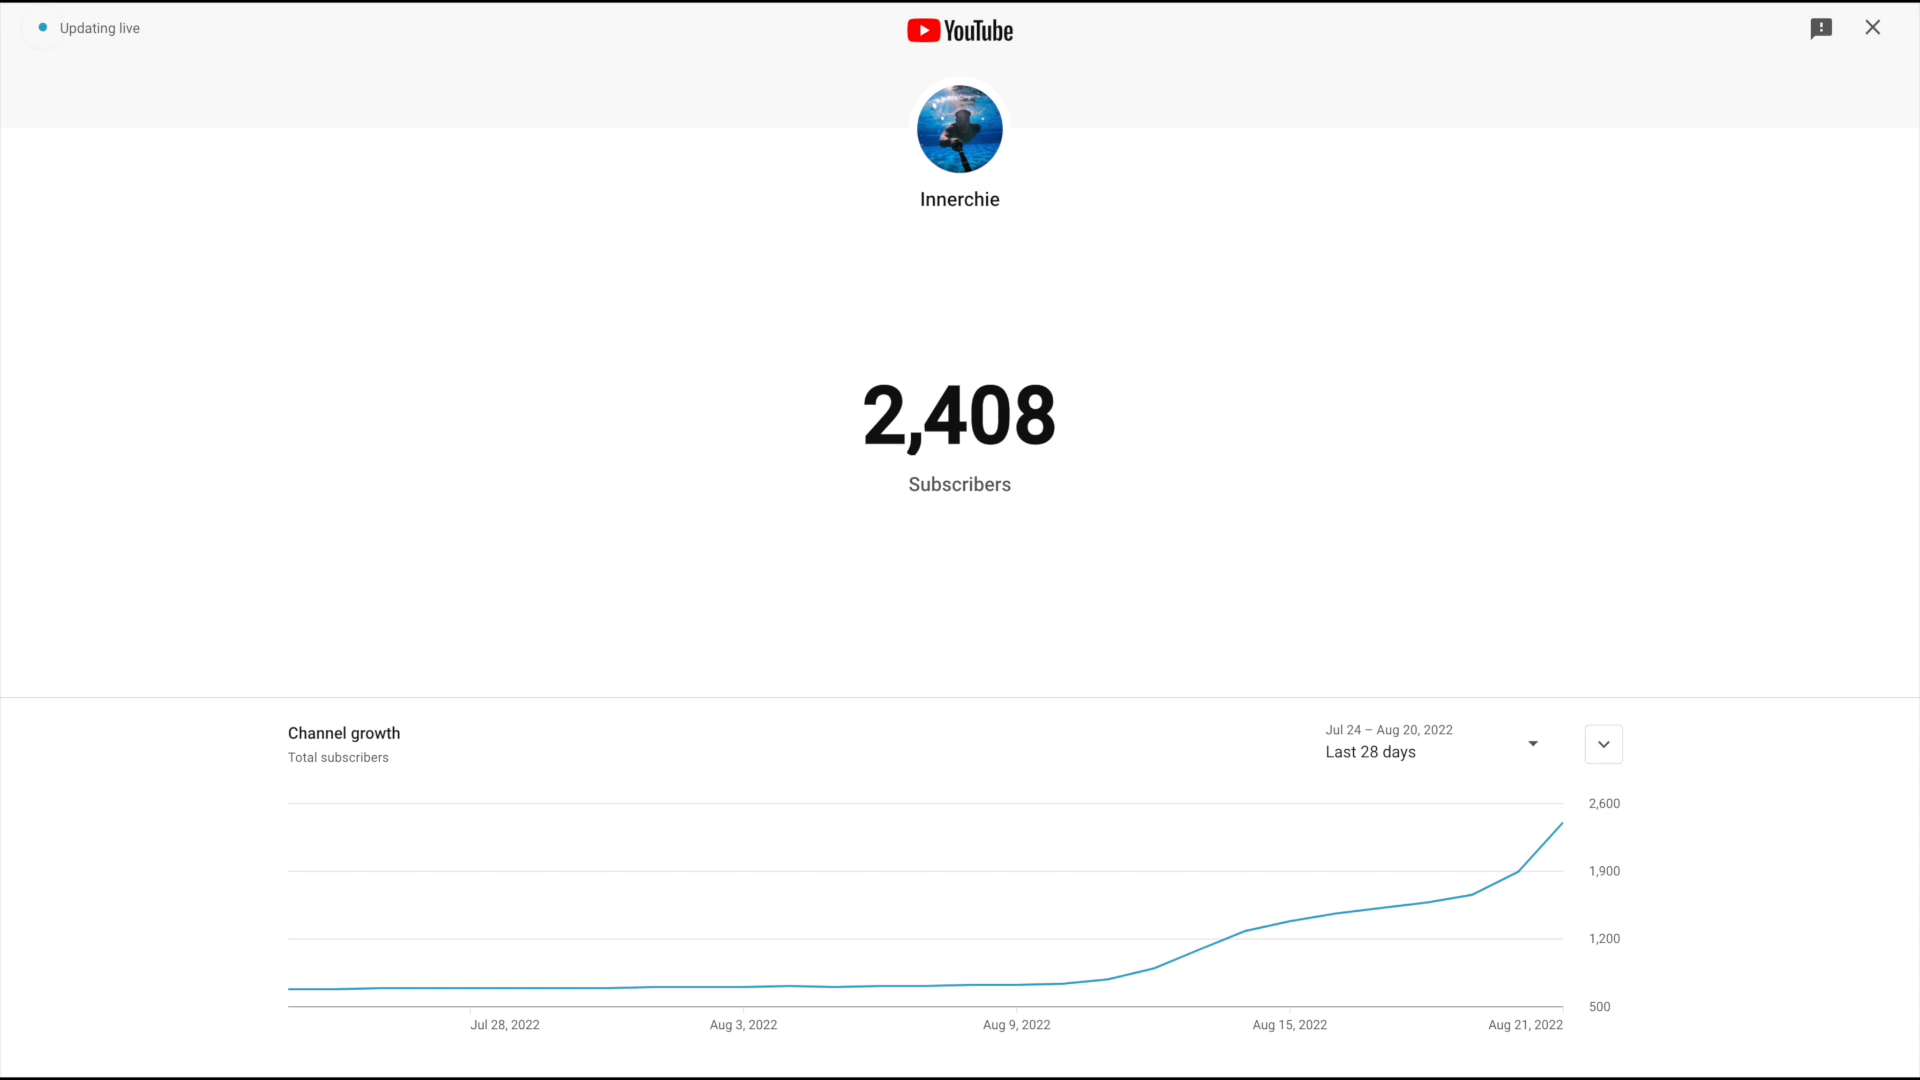 Updating live
YouTube
Innerchie
2,408
Subscribers
Channel growth
Total subscribers
Jul 24 – Aug 20, 2022
Last 28 days
2,600
1,900
1,200
500
Jul 28, 2022
Aug 3, 2022
Aug 9, 2022
Aug 15, 2022
Aug 21, 2022